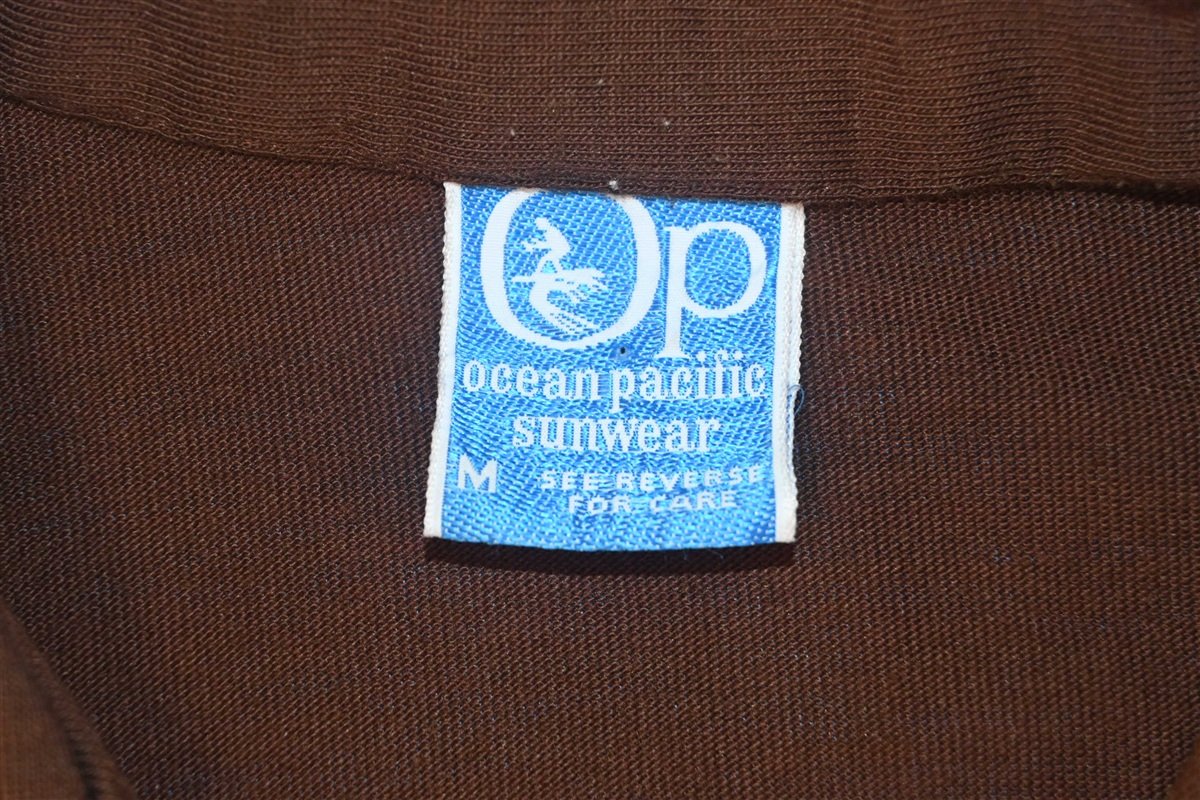 Op
ocean pacific
sunwear
M SEE REVERSE
FOR CARE